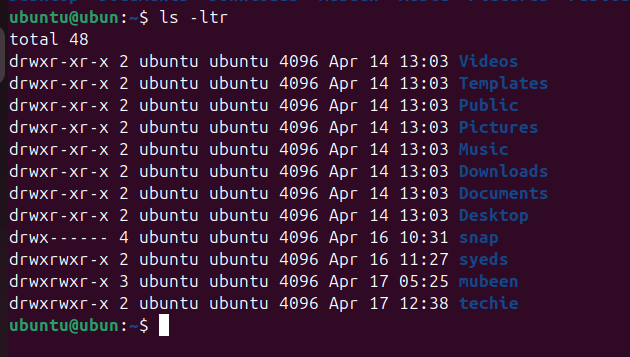 ubuntu@ubun:~$ ls -ltr
total 48
drwxr-xr-x 2 ubuntu ubuntu 4096 Apr 14 13:03 Videos
drwxr-xr-x 2 ubuntu ubuntu 4096 Apr 14 13:03 Templates
drwxr-xr-x 2 ubuntu ubuntu 4096 Apr 14 13:03 Public
drwxr-xr-x 2 ubuntu ubuntu 4096 Apr 14 13:03 Pictures
drwxr-xr-x 2 ubuntu ubuntu 4096 Apr 14 13:03 Music
drwxr-xr-x 2 ubuntu ubuntu 4096 Apr 14 13:03 Downloads
drwxr-xr-x 2 ubuntu ubuntu 4096 Apr 14 13:03 Documents
drwxr-xr-x 2 ubuntu ubuntu 4096 Apr 14 13:03 Desktop
drwx------ 4 ubuntu ubuntu 4096 Apr 16 10:31 snap
drwxrwxr-x 2 ubuntu ubuntu 4096 Apr 16 11:27 syeds
drwxrwxr-x 3 ubuntu ubuntu 4096 Apr 17 05:25 mubeen
drwxrwxr-x 2 ubuntu ubuntu 4096 Apr 17 12:38 techie
ubuntu@ubun:~$